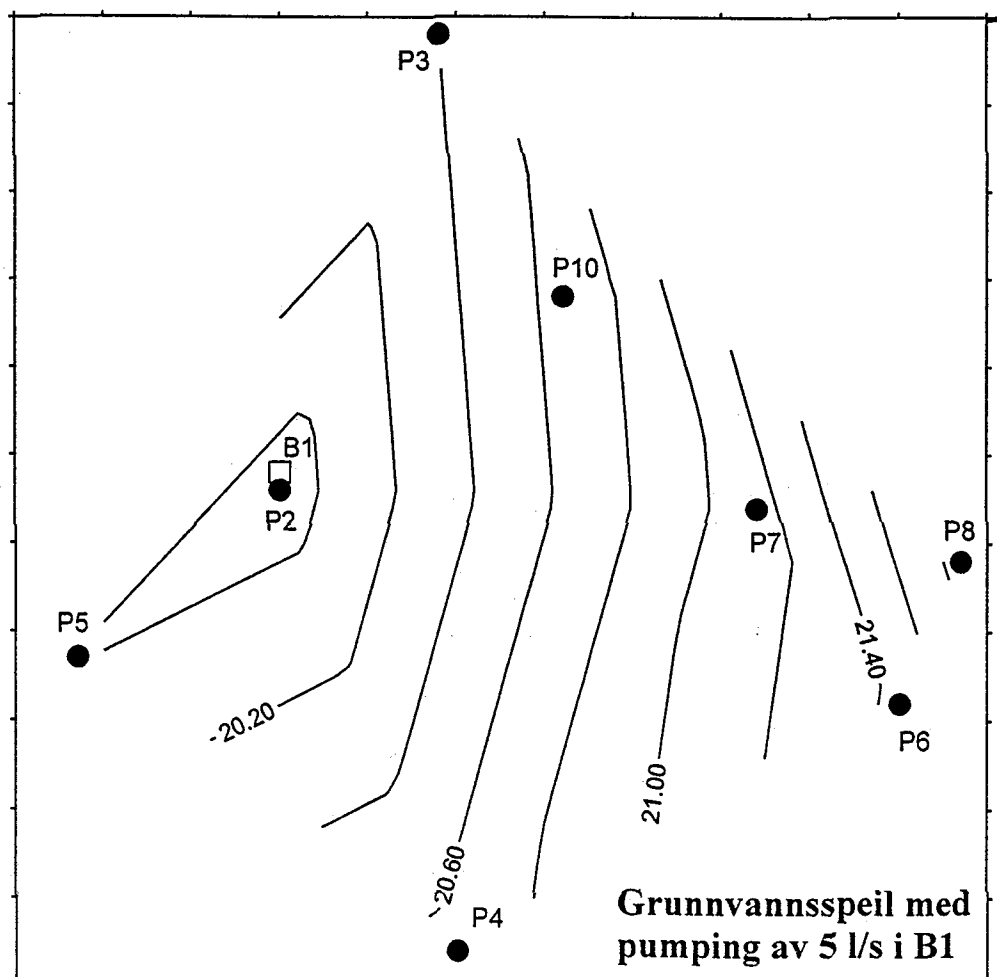 P3
P10
B1
P2
P7
P8
P5
21.40
20.20
P6
21.00
20.60
P4
Grunnvannsspeil med
pumping av 5 l/s i B1